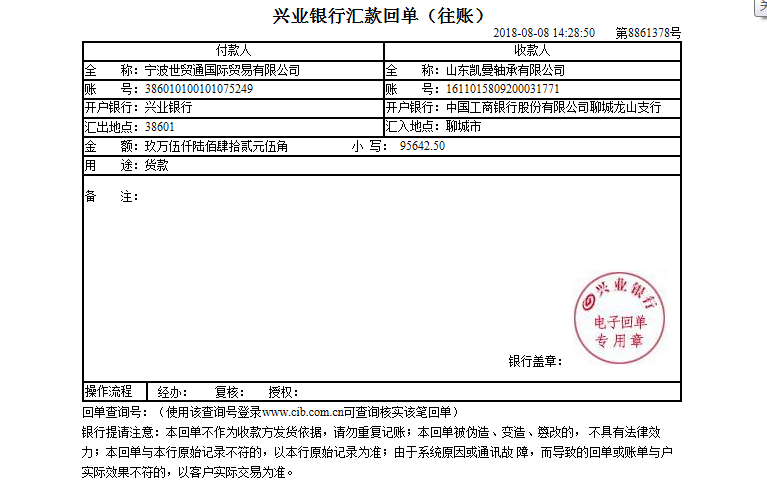 兴业银行汇款回单（往账）
2018-08-08 14:28:50 第8861378号
付款人 收款人
全 称：宁波世贸通国际贸易有限公司 全 称：山东凯曼轴承有限公司
账 号：386010100101075249 账 号：1611015809200031771
开户银行：兴业银行 开户银行：中国工商银行股份有限公司聊城龙山支行
汇出地点：38601 汇入地点：聊城市
金 额：玖万伍仟陆佰肆拾贰元伍角 小 写： 95642.50
用 途：货款
备 注：
兴业银行
电子回单
专用章
银行盖章：
操作流程 经办： 复核： 授权：
回单查询号：（使用该查询号登录www.cib.com.cn可查询核实该笔回单）
银行提请注意：本回单不作为收款方发货依据，请勿重复记账；本回单被伪造、变造、篡改的， 不具有法律效
力；本回单与本行原始记录不符的，以本行原始记录为准；由于系统原因或通讯故 障，而导致的回单或账单与户
实际效果不符的，以客户实际交易为准。